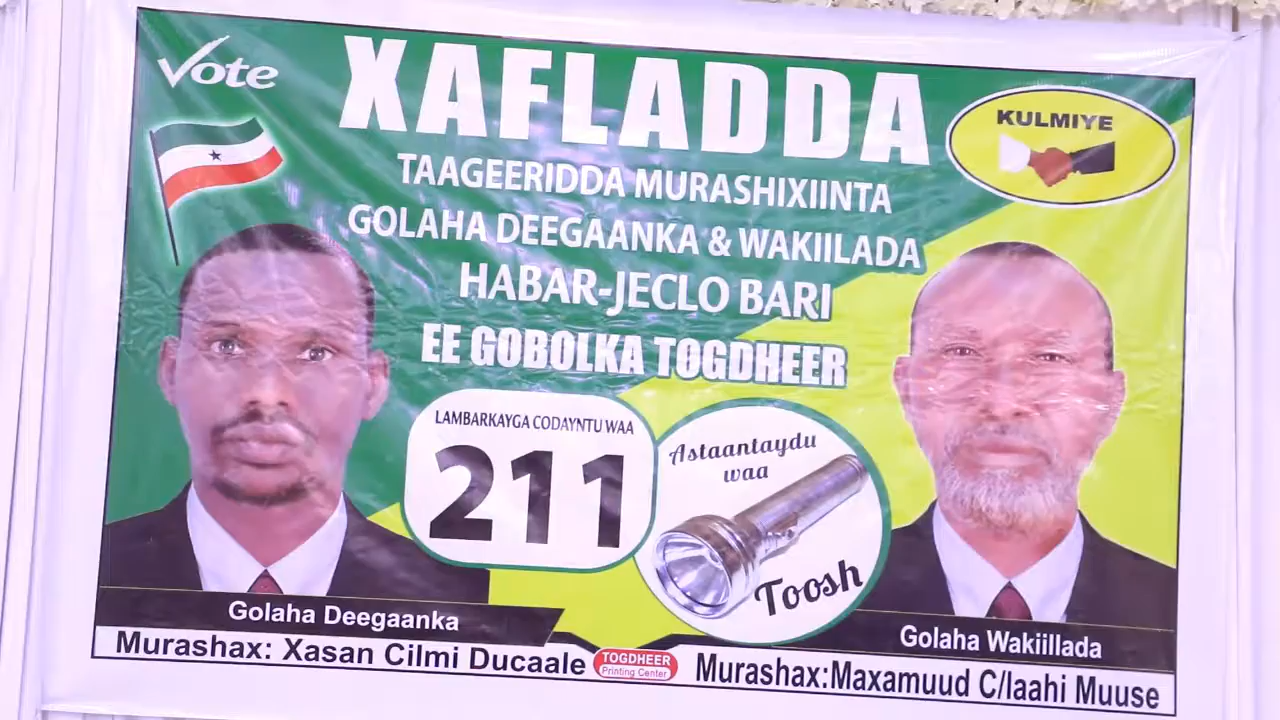 Vote
XAFLADDA
KULMIYE
TAAGEERIDDA MURASHIXIINTA
GOLAHA DEEGAANKA & WAKIILADA
HABAR-JECLO BARI
EE GOBOLKA TOGDHEER
LAMBARKAYGA CODAYNTU WAA
211
Astaantaydu
waa
Toosh
Golaha Deegaanka
Murashax: Xasan Cilmi Ducaale
TOGDHEER
Printing Center
Golaha Wakiillada
Murashax:Maxamuud C/laahi Muuse